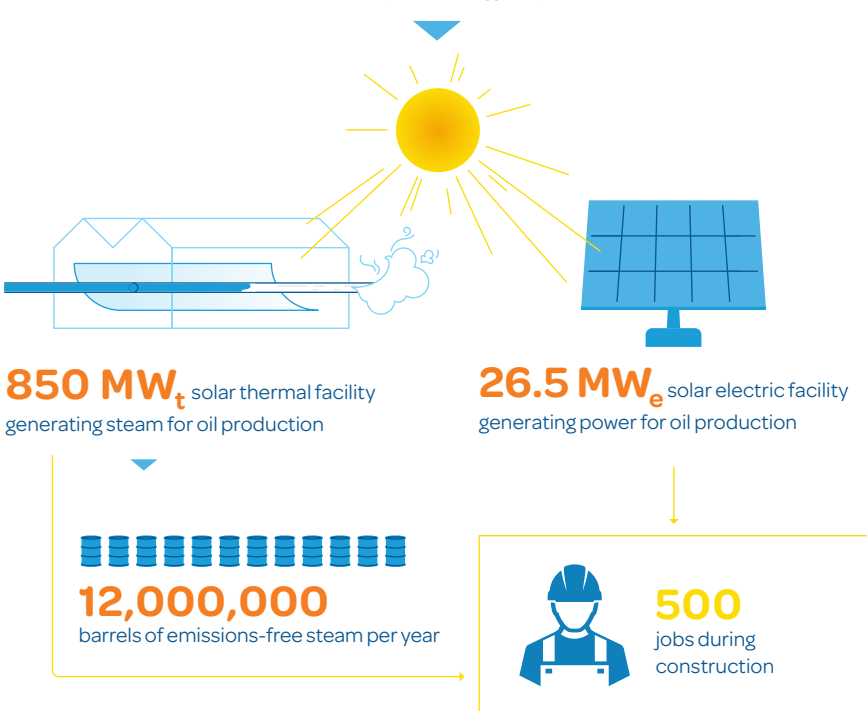 850 MWt solar thermal facility
generating steam for oil production
26.5 MWe solar electric facility
generating power for oil production
12,000,000
barrels of emissions-free steam per year
500
jobs during
construction